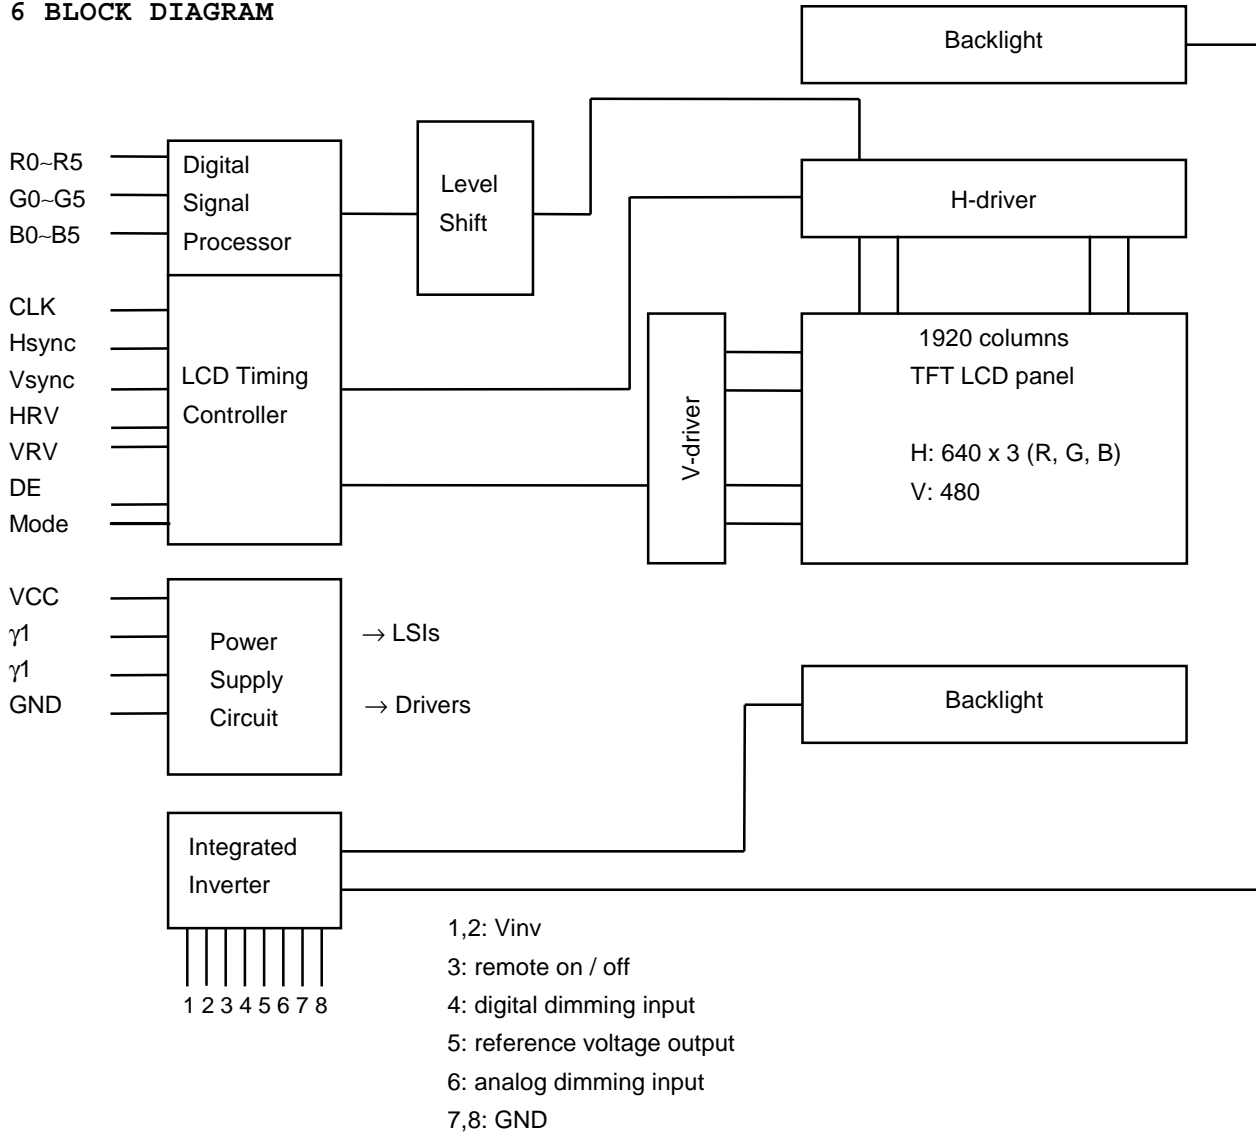 6 BLOCK DIAGRAM
Backlight
R0~R5
G0~G5
B0~B5
Digital
Signal
Processor
Level
Shift
H-driver
CLK
Hsync
Vsync
HRV
VRV
DE
Mode
LCD Timing
Controller
V-driver
1920 columns
TFT LCD panel
H: 640 x 3 (R, G, B)
V: 480
VCC
γ1
γ1
GND
Power
Supply
Circuit
→ LSIs
→ Drivers
Backlight
Integrated
Inverter
1 2 3 4 5 6 7 8
1,2: Vinv
3: remote on / off
4: digital dimming input
5: reference voltage output
6: analog dimming input
7,8: GND